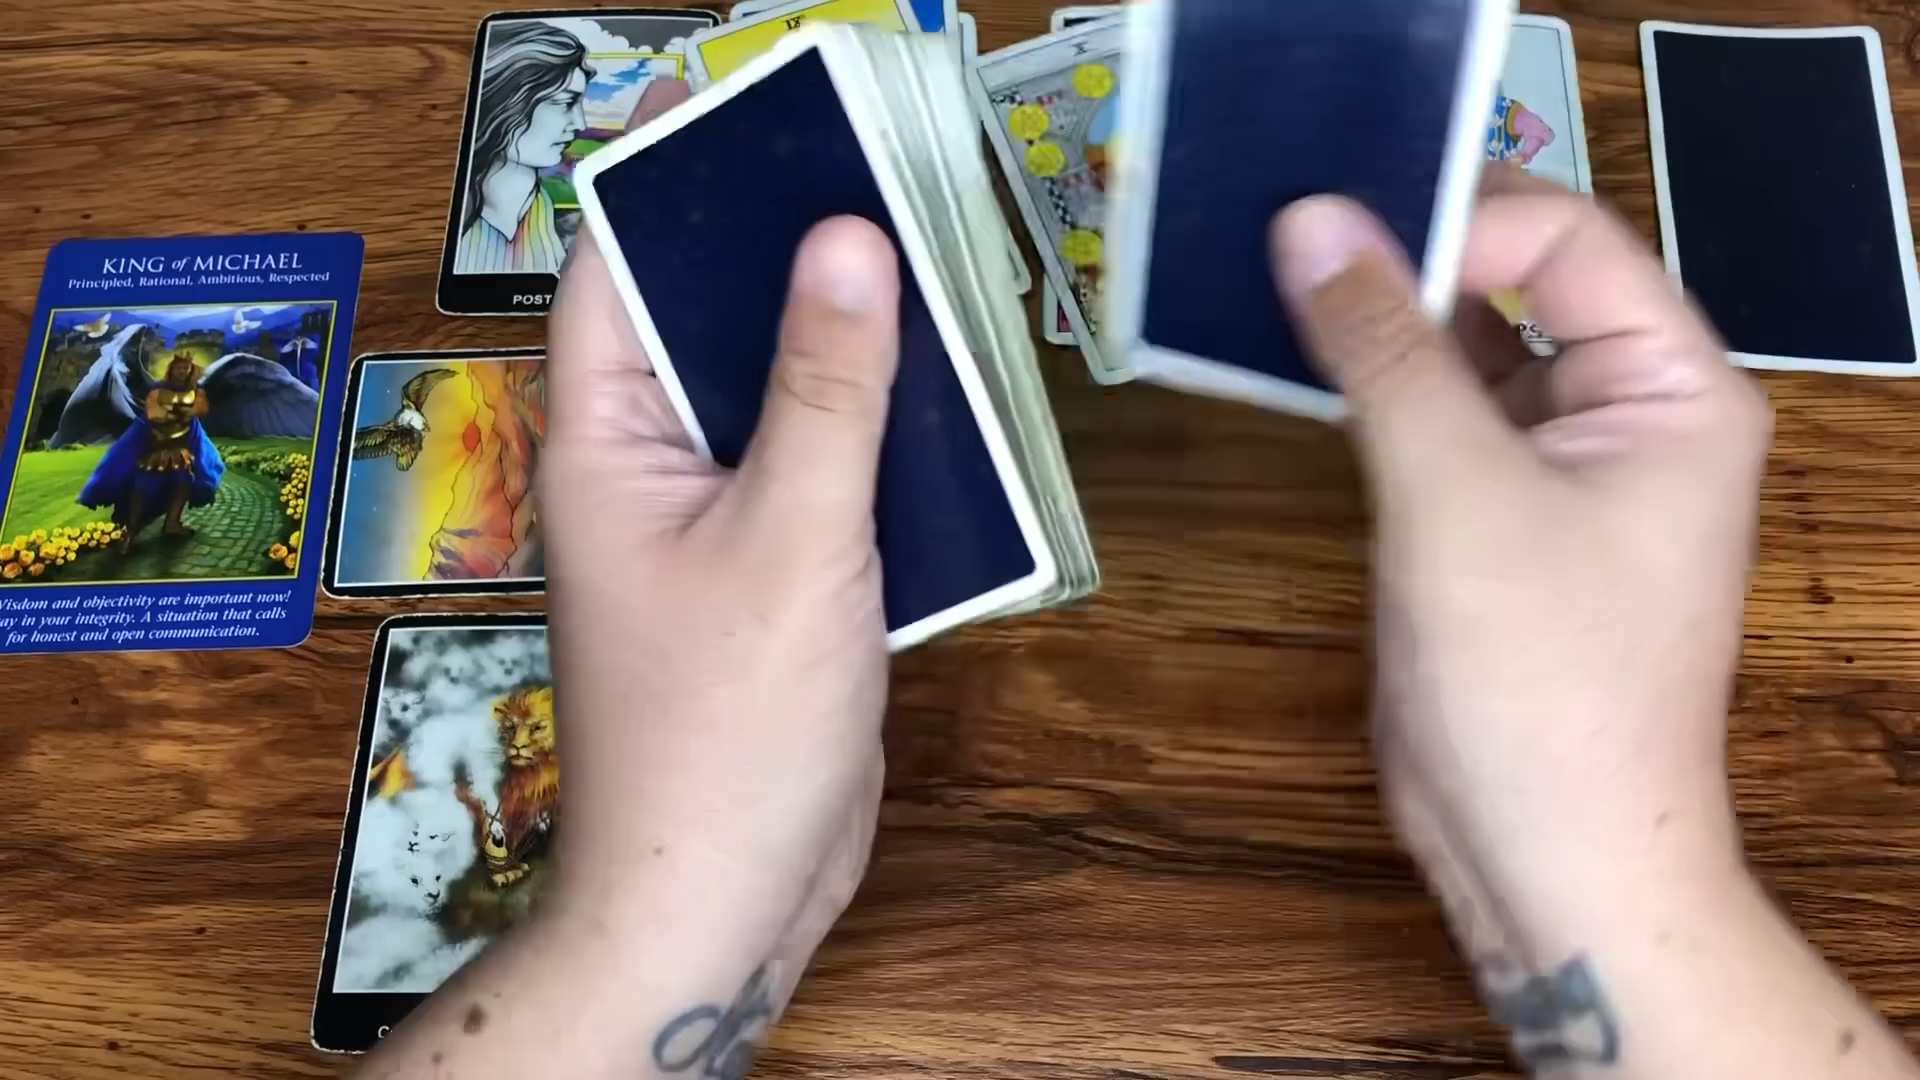 IX
X
POST
KING of MICHAEL
Principled, Rational, Ambitious, Respected
Wisdom and objectivity are important now!
ay in your integrity. A situation that calls
for honest and open communication.
C